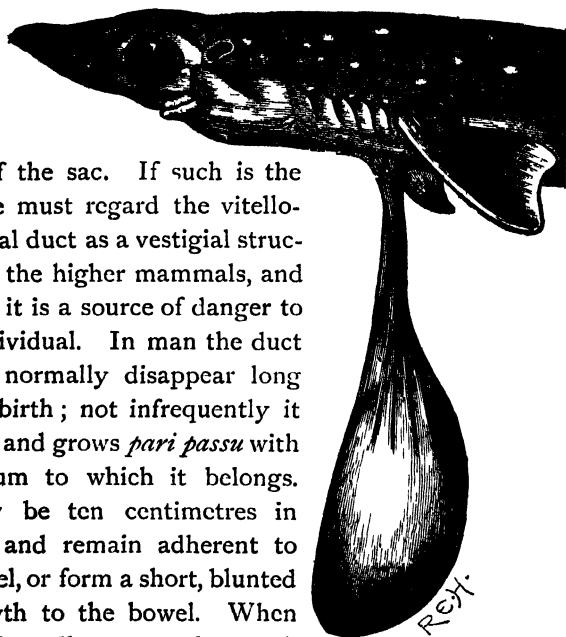 f the sac. If such is the
e must regard the vitello-
al duct as a vestigial struc-
the higher mammals, and
it is a source of danger to
ividual. In man the duct
normally disappear long
birth ; not infrequently it
and grows pari passu with
um to which it belongs.
be ten centimetres in
and remain adherent to
el, or form a short, blunted
yth to the bowel. When
R.E.H.